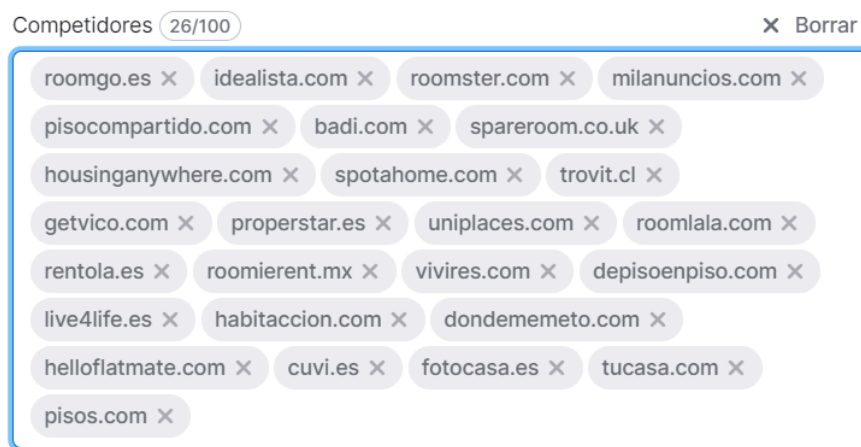 Competidores 26/100 × Borrar
roomgo.es × idealista.com × roomster.com × milanuncios.com ×
pisocompartido.com × badi.com × spareroom.co.uk ×
housinganywhere.com × spotahome.com × trovit.cl ×
getvico.com × properstar.es × uniplaces.com × roomlala.com ×
rentola.es × roomierent.mx × vivires.com × depisoenpiso.com ×
live4life.es × habitaccion.com × dondememeto.com ×
helloflatmate.com × cuvi.es × fotocasa.es × tucasa.com ×
pisos.com ×